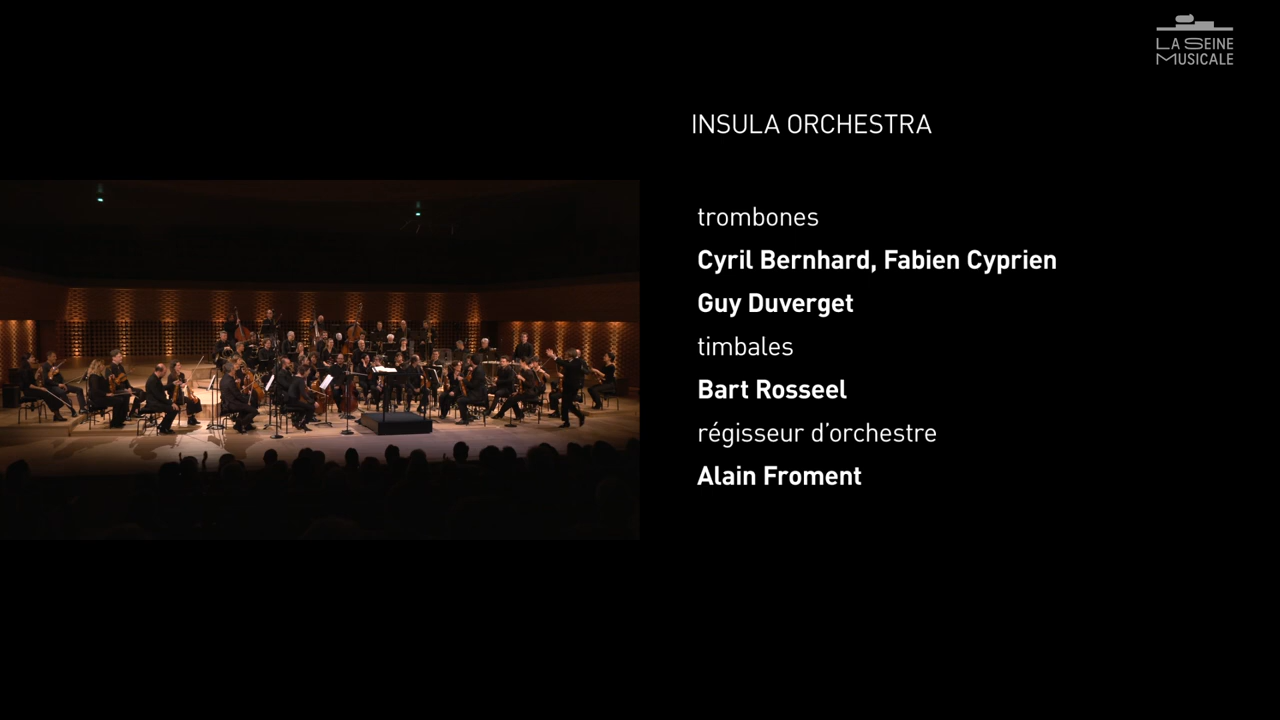 LA SEINE
MUSICALE
INSULA ORCHESTRA
trombones
Cyril Bernhard, Fabien Cyprien
Guy Duverget
timbales
Bart Rosseel
régisseur d’orchestre
Alain Froment